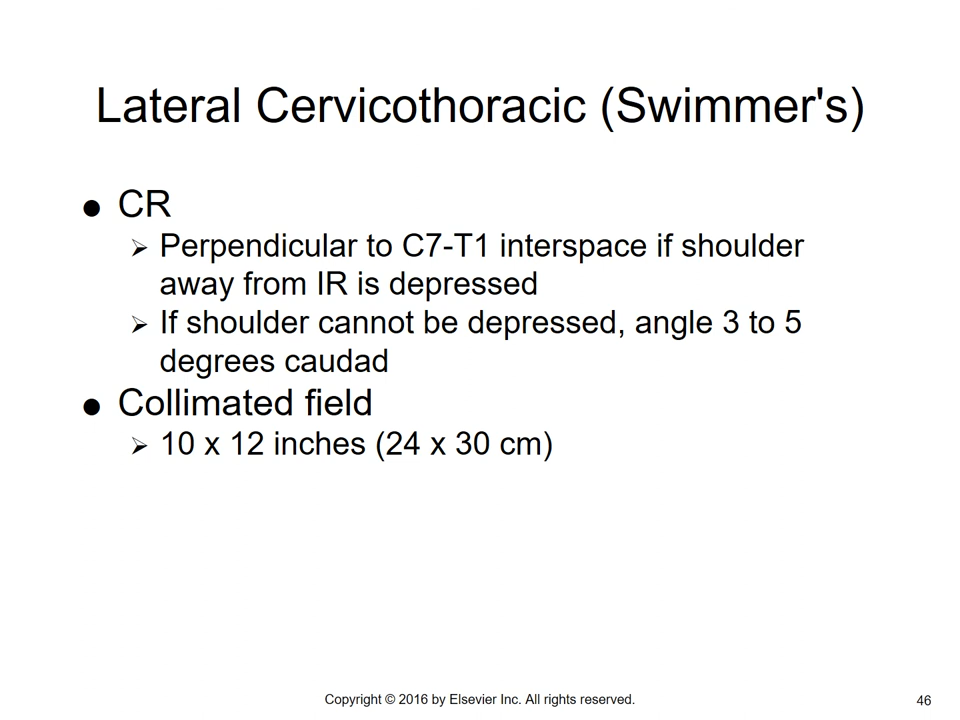 Lateral Cervicothoracic (Swimmer's)
● CR
➢ Perpendicular to C7-T1 interspace if shoulder
away from IR is depressed
➢ If shoulder cannot be depressed, angle 3 to 5
degrees caudad
● Collimated field
➢ 10 x 12 inches (24 x 30 cm)
Copyright © 2016 by Elsevier Inc. All rights reserved.
46